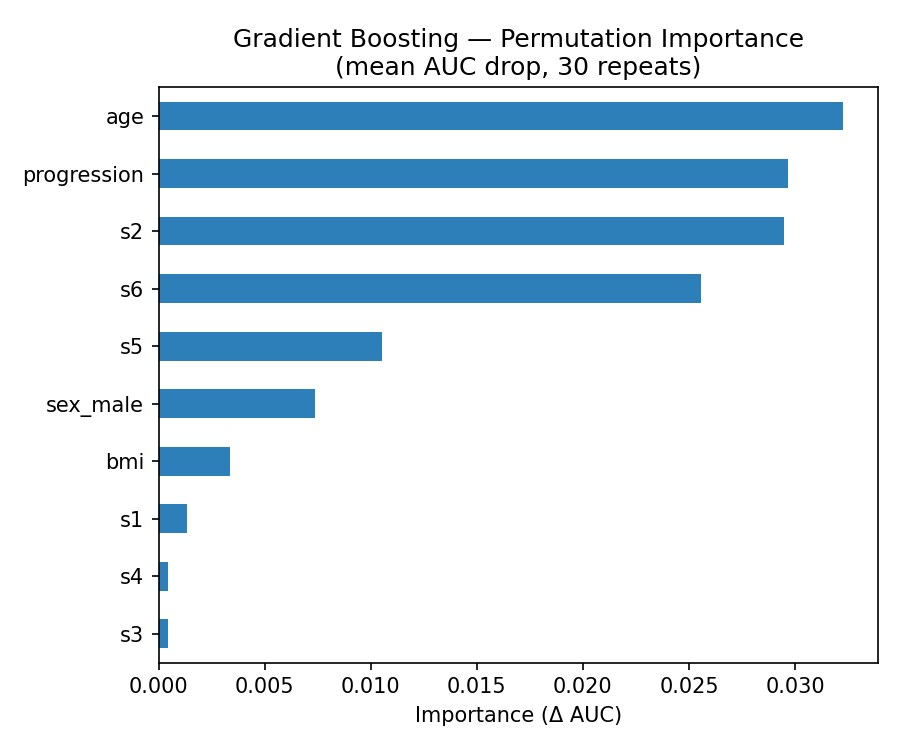 Gradient Boosting — Permutation Importance
(mean AUC drop, 30 repeats)
age
progression
s2
s6
s5
sex_male
bmi
s1
s4
s3
0.000 0.005 0.010 0.015 0.020 0.025 0.030
Importance (Δ AUC)